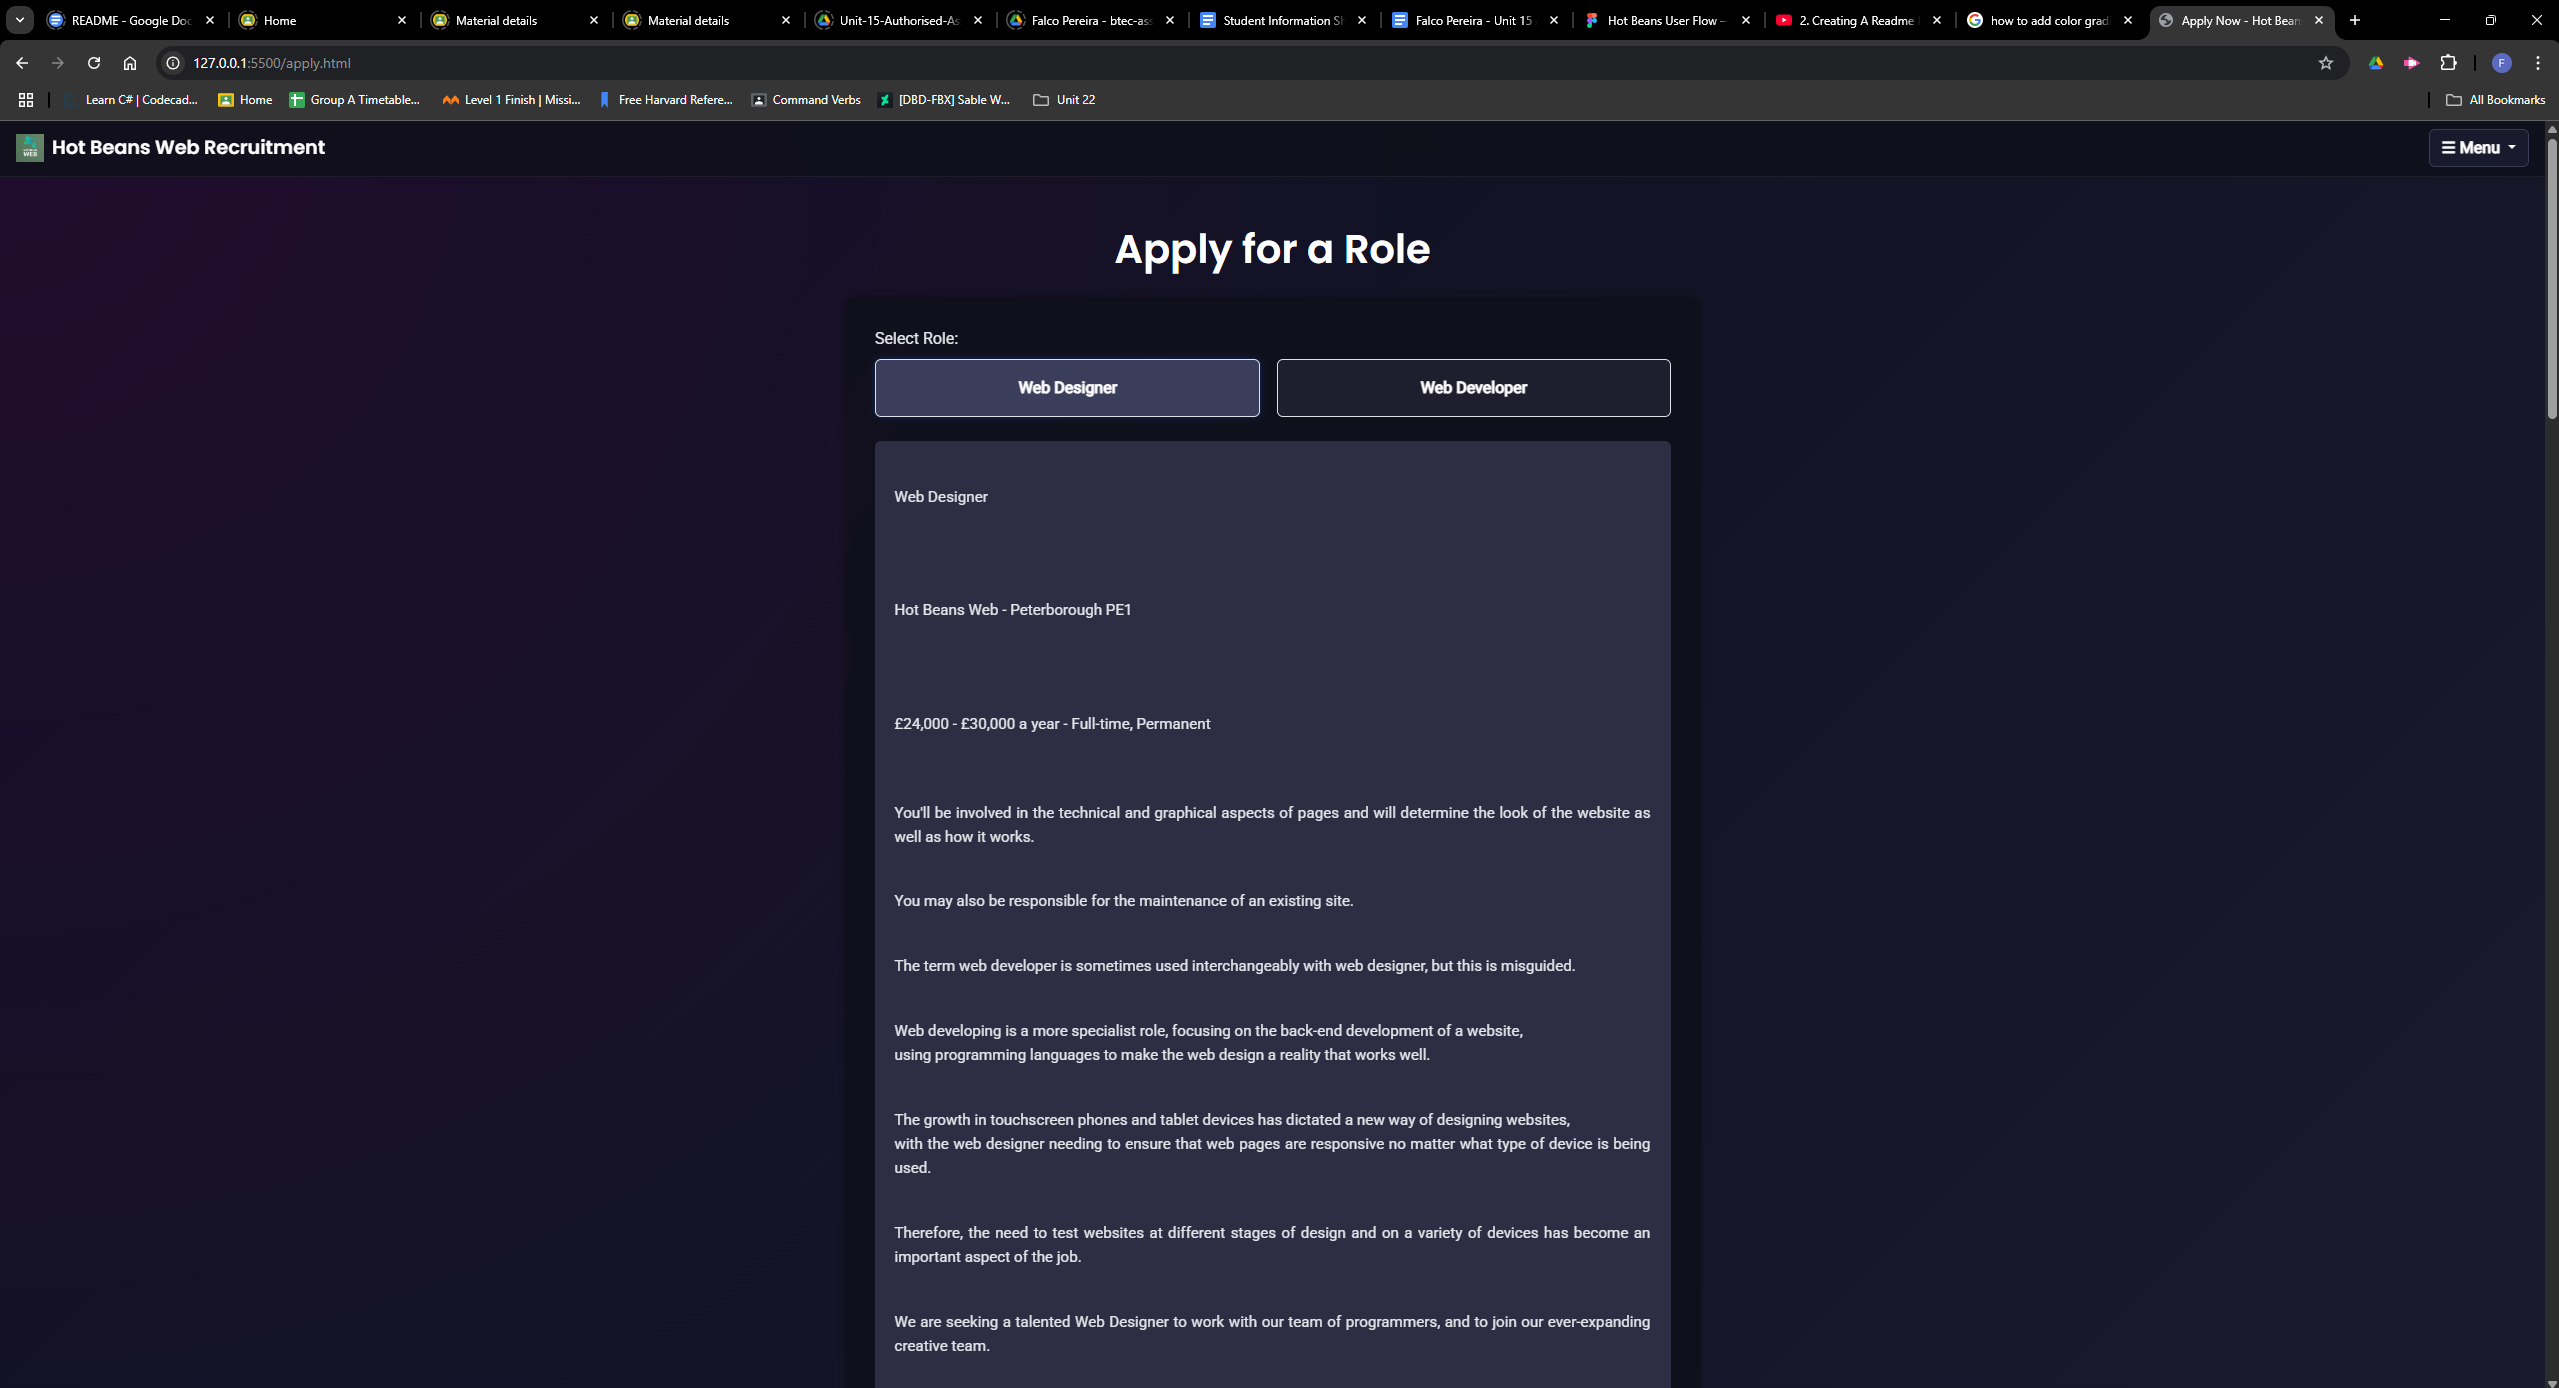 README - Google Doc
Home
Material details
Material details
Unit-15-Authorised-As
Falco Pereira - btec-ass
Student Information Sh
Falco Pereira - Unit 15
Hot Beans User Flow –
2. Creating A Readme
how to add color grad
Apply Now - Hot Bean
127.0.0.1:5500/apply.html
F
Learn C# | Codecad...
Home
Group A Timetable...
Level 1 Finish | Missi...
Free Harvard Refere...
Command Verbs
[DBD-FBX] Sable W...
Unit 22
All Bookmarks
WEB
Hot Beans Web Recruitment
Menu
Apply for a Role
Select Role:
Web Designer
Web Developer
Web Designer
Hot Beans Web - Peterborough PE1
£24,000 - £30,000 a year - Full-time, Permanent
You'll be involved in the technical and graphical aspects of pages and will determine the look of the website as
well as how it works.
You may also be responsible for the maintenance of an existing site.
The term web developer is sometimes used interchangeably with web designer, but this is misguided.
Web developing is a more specialist role, focusing on the back-end development of a website,
using programming languages to make the web design a reality that works well.
The growth in touchscreen phones and tablet devices has dictated a new way of designing websites,
with the web designer needing to ensure that web pages are responsive no matter what type of device is being
used.
Therefore, the need to test websites at different stages of design and on a variety of devices has become an
important aspect of the job.
We are seeking a talented Web Designer to work with our team of programmers, and to join our ever-expanding
creative team.